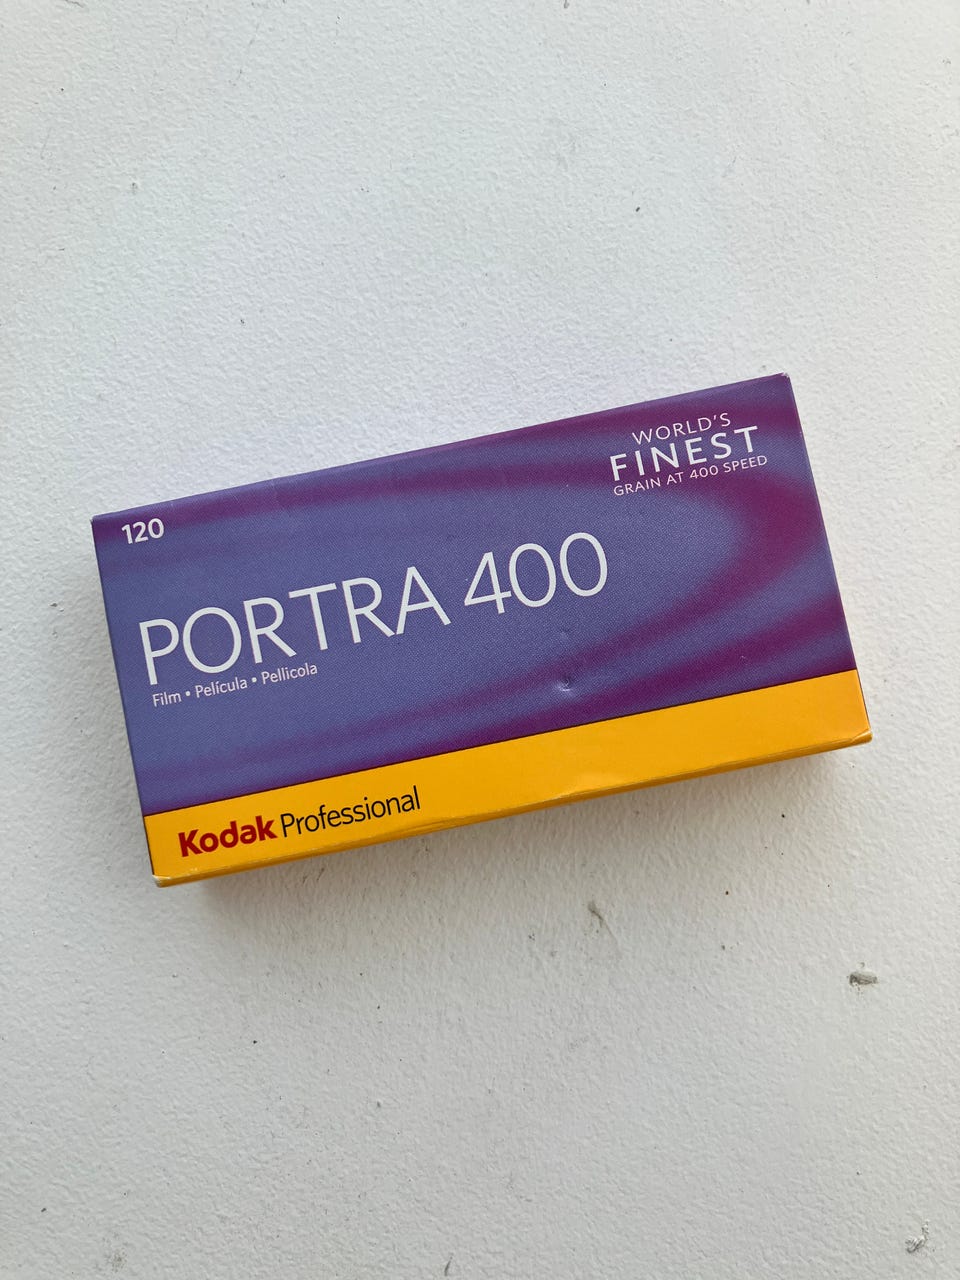 WORLD'S
FINEST
GRAIN AT 400 SPEED
120
PORTRA 400
Film • Película • Pellicola
Kodak Professional